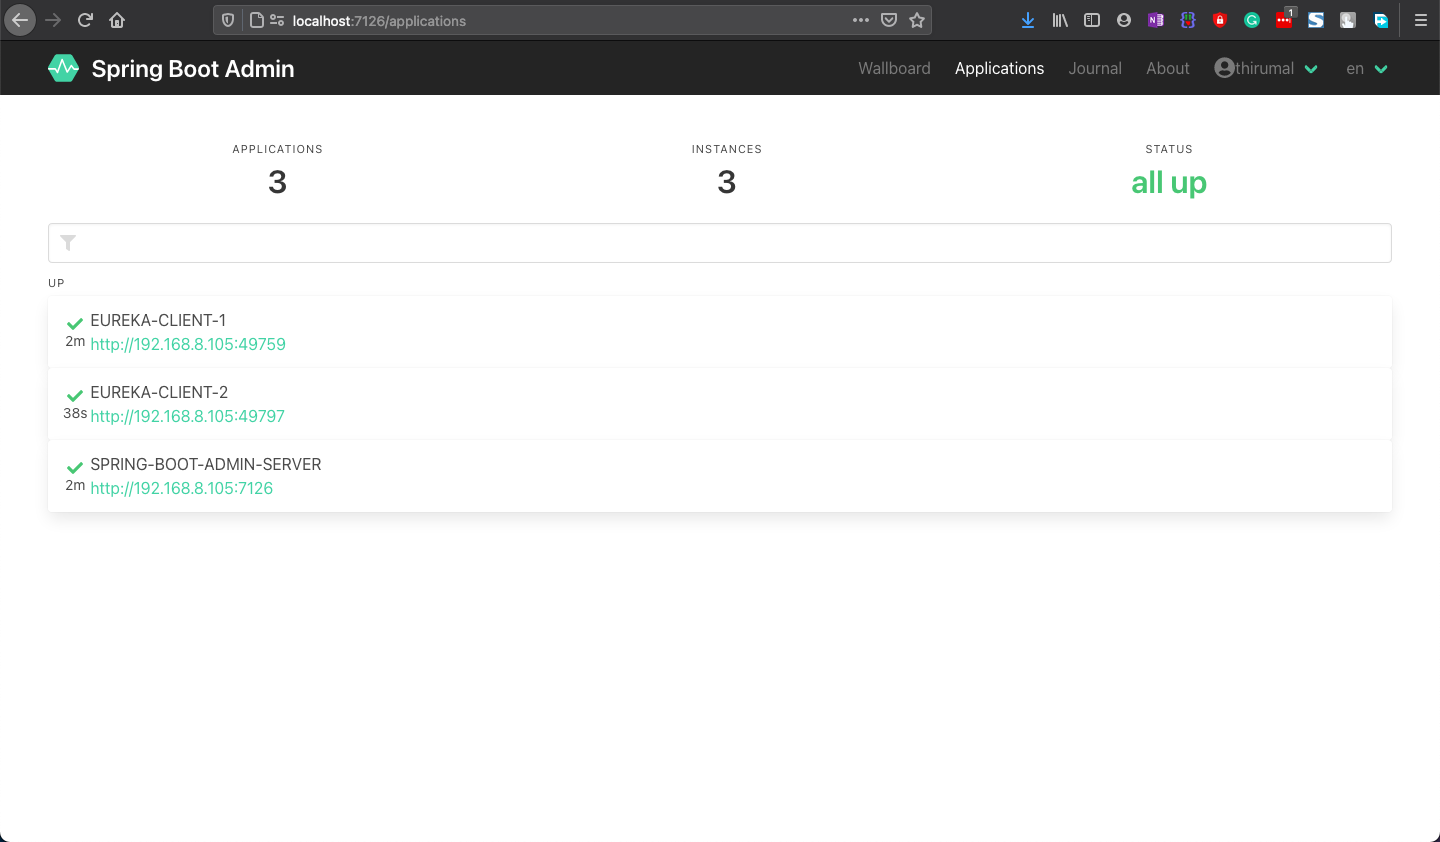 localhost:7126/applications
1
Spring Boot Admin
Wallboard Applications Journal About thirumal en
APPLICATIONS INSTANCES STATUS
3 3 all up
UP
EUREKA-CLIENT-1
2m http://192.168.8.105:49759
EUREKA-CLIENT-2
38s http://192.168.8.105:49797
SPRING-BOOT-ADMIN-SERVER
2m http://192.168.8.105:7126